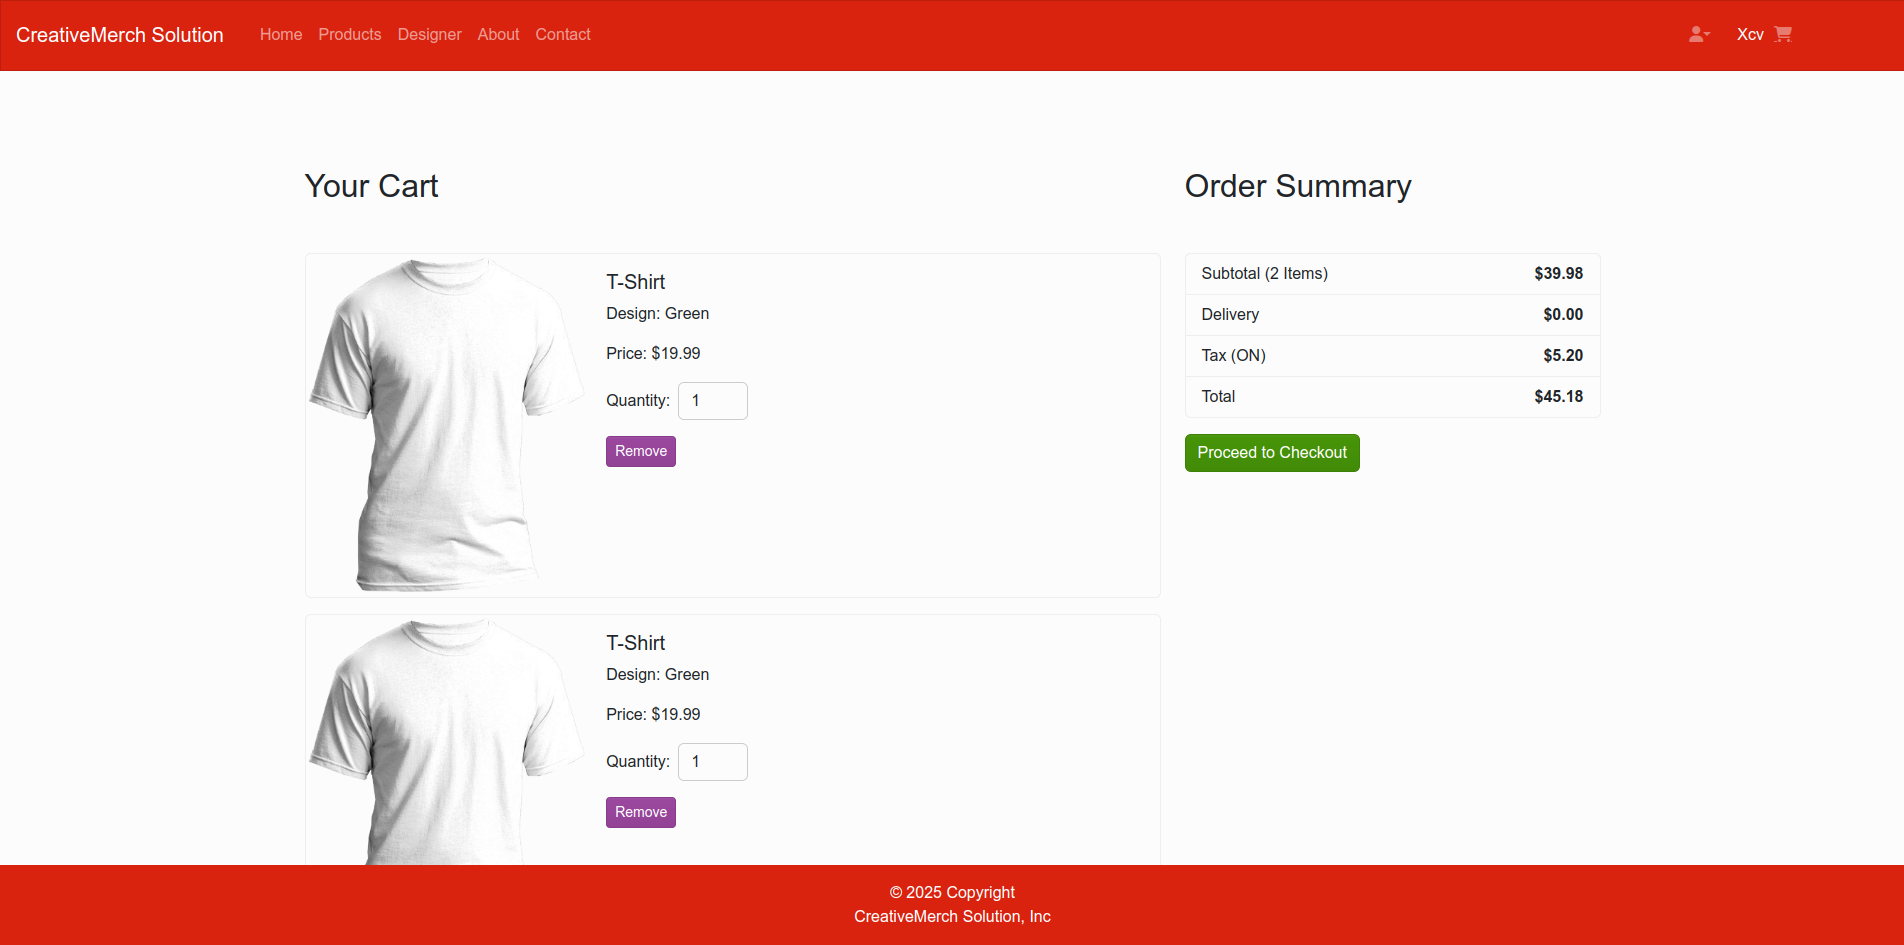 CreativeMerch Solution Home Products Designer About Contact Xcv
Your Cart
T-Shirt
Design: Green
Price: $19.99
Quantity: 1
Remove
T-Shirt
Design: Green
Price: $19.99
Quantity: 1
Remove
Order Summary
Subtotal (2 Items) $39.98
Delivery $0.00
Tax (ON) $5.20
Total $45.18
Proceed to Checkout
© 2025 Copyright
CreativeMerch Solution, Inc